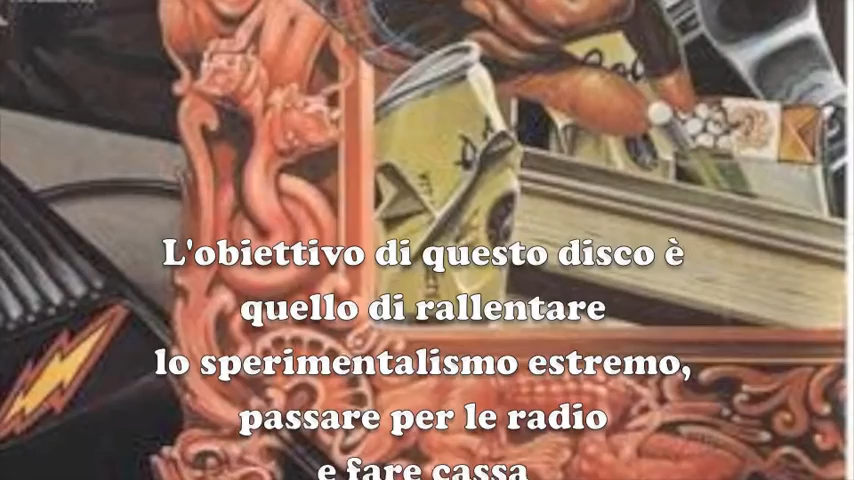 L'obiettivo di questo disco è
quello di rallentare
lo sperimentalismo estremo,
passare per le radio
e fare cassa